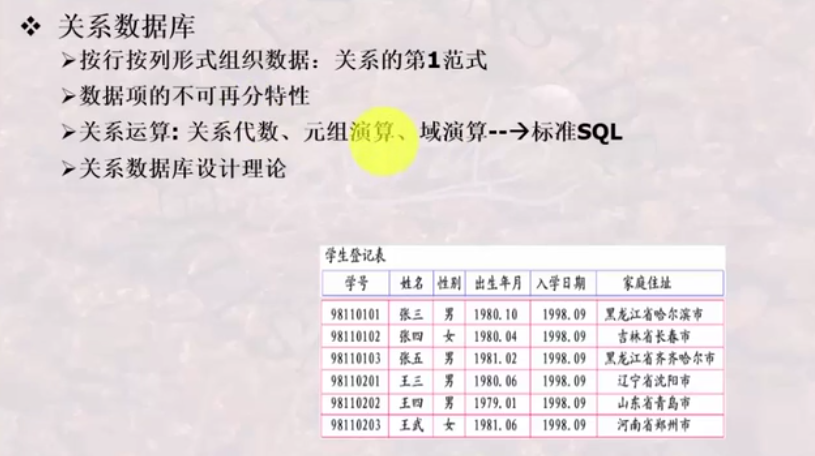 ❖ 关系数据库
➢按行按列形式组织数据：关系的第1范式
➢数据项的不可再分特性
➢关系运算: 关系代数、元组演算、域演算--→标准SQL
➢关系数据库设计理论
学生登记表
学号 姓名 性别 出生年月 入学日期 家庭住址
98110101 张三 男 1980.10 1998.09 黑龙江省哈尔滨市
98110102 张四 女 1980.04 1998.09 吉林省长春市
98110103 张五 男 1981.02 1998.09 黑龙江省齐齐哈尔市
98110201 王三 男 1980.06 1998.09 辽宁省沈阳市
98110202 王四 男 1979.01 1998.09 山东省青岛市
98110203 王武 女 1981.06 1998.09 河南省郑州市